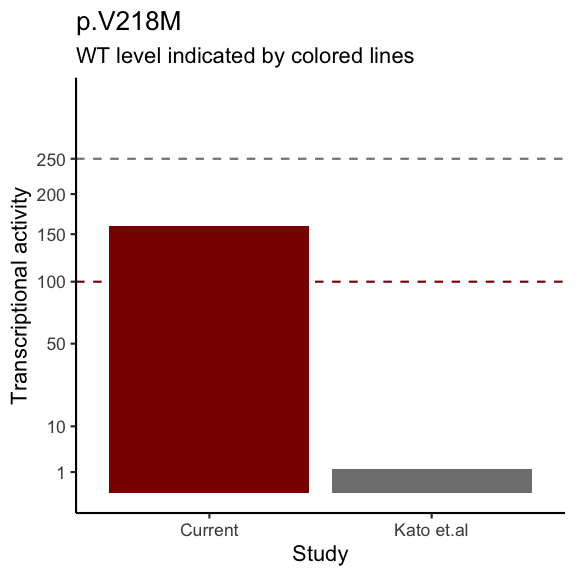 p.V218M
WT level indicated by colored lines
Transcriptional activity
250
200
150
100
50
10
1
Current
Kato et.al
Study